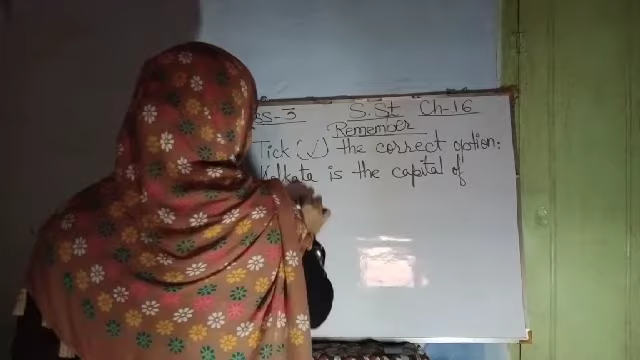 SS-3 S.St Ch-16
Remember
Tick (✓) the correct option:
Kolkata is the capital of